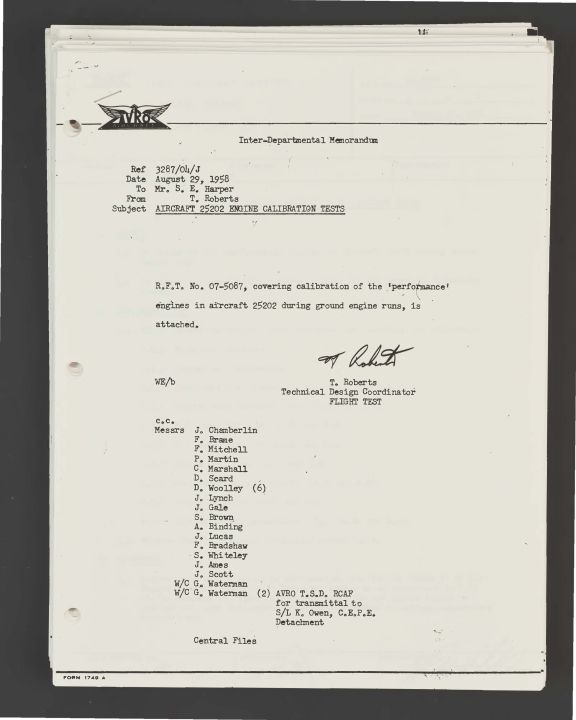 AVRO
Inter-Departmental Memorandum
Ref 3287/04/J
Date August 29, 1958
To Mr. S. E. Harper
From T. Roberts
Subject AIRCRAFT 25202 ENGINE CALIBRATION TESTS
R.F.T. No. 07-5087, covering calibration of the 'performance'
engines in aircraft 25202 during ground engine runs, is
attached.
T. Roberts
WE/b T. Roberts
Technical Design Coordinator
FLIGHT TEST
c.c.
Messrs J. Chamberlin
F. Brame
F. Mitchell
P. Martin
C. Marshall
D. Scard
D. Woolley (6)
J. Lynch
J. Gale
S. Brown
A. Binding
J. Lucas
F. Bradshaw
S. Whiteley
J. Ames
J. Scott
W/C G. Waterman
W/C G. Waterman (2) AVRO T.S.D. RCAF
for transmittal to
S/L K. Owen, C.E.P.E.
Detachment
Central Files
FORM 1749 A